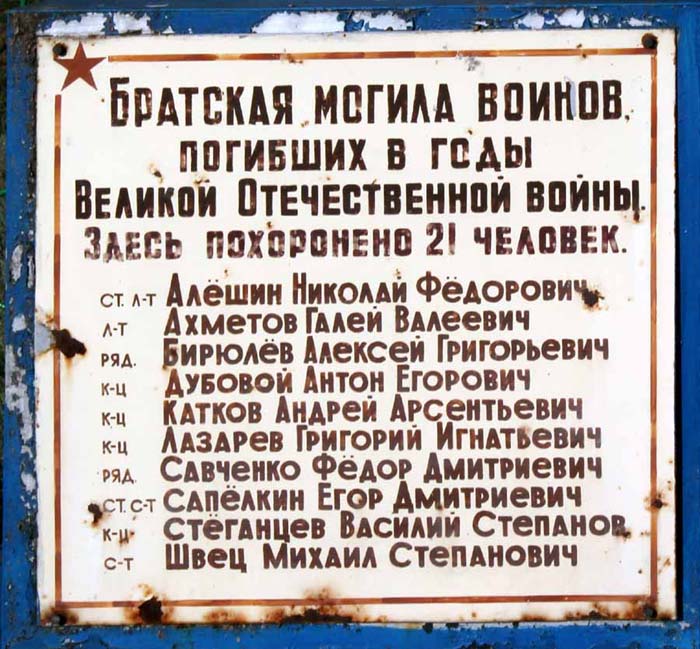 Братская могила воинов,
погибших в годы
Великой Отечественной войны.
Здесь похоронено 21 человек.
ст. л-т Алёшин Николай Фёдорович
л-т Ахметов Галей Валеевич
ряд. Бирюлёв Алексей Григорьевич
к-ц Дубовой Антон Егорович
к-ц Катков Андрей Арсентьевич
к-ц Лазарев Григорий Игнатьевич
ряд. Савченко Фёдор Дмитриевич
ст. с-т Сапёлкин Егор Дмитриевич
к-ц Стёганцев Василий Степанов
с-т Швец Михаил Степанович